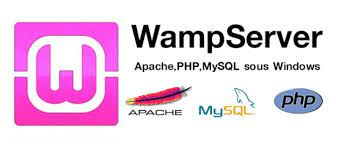 W
WampServer
Apache,PHP,MySQL sous Windows
APACHE
MySQL
php